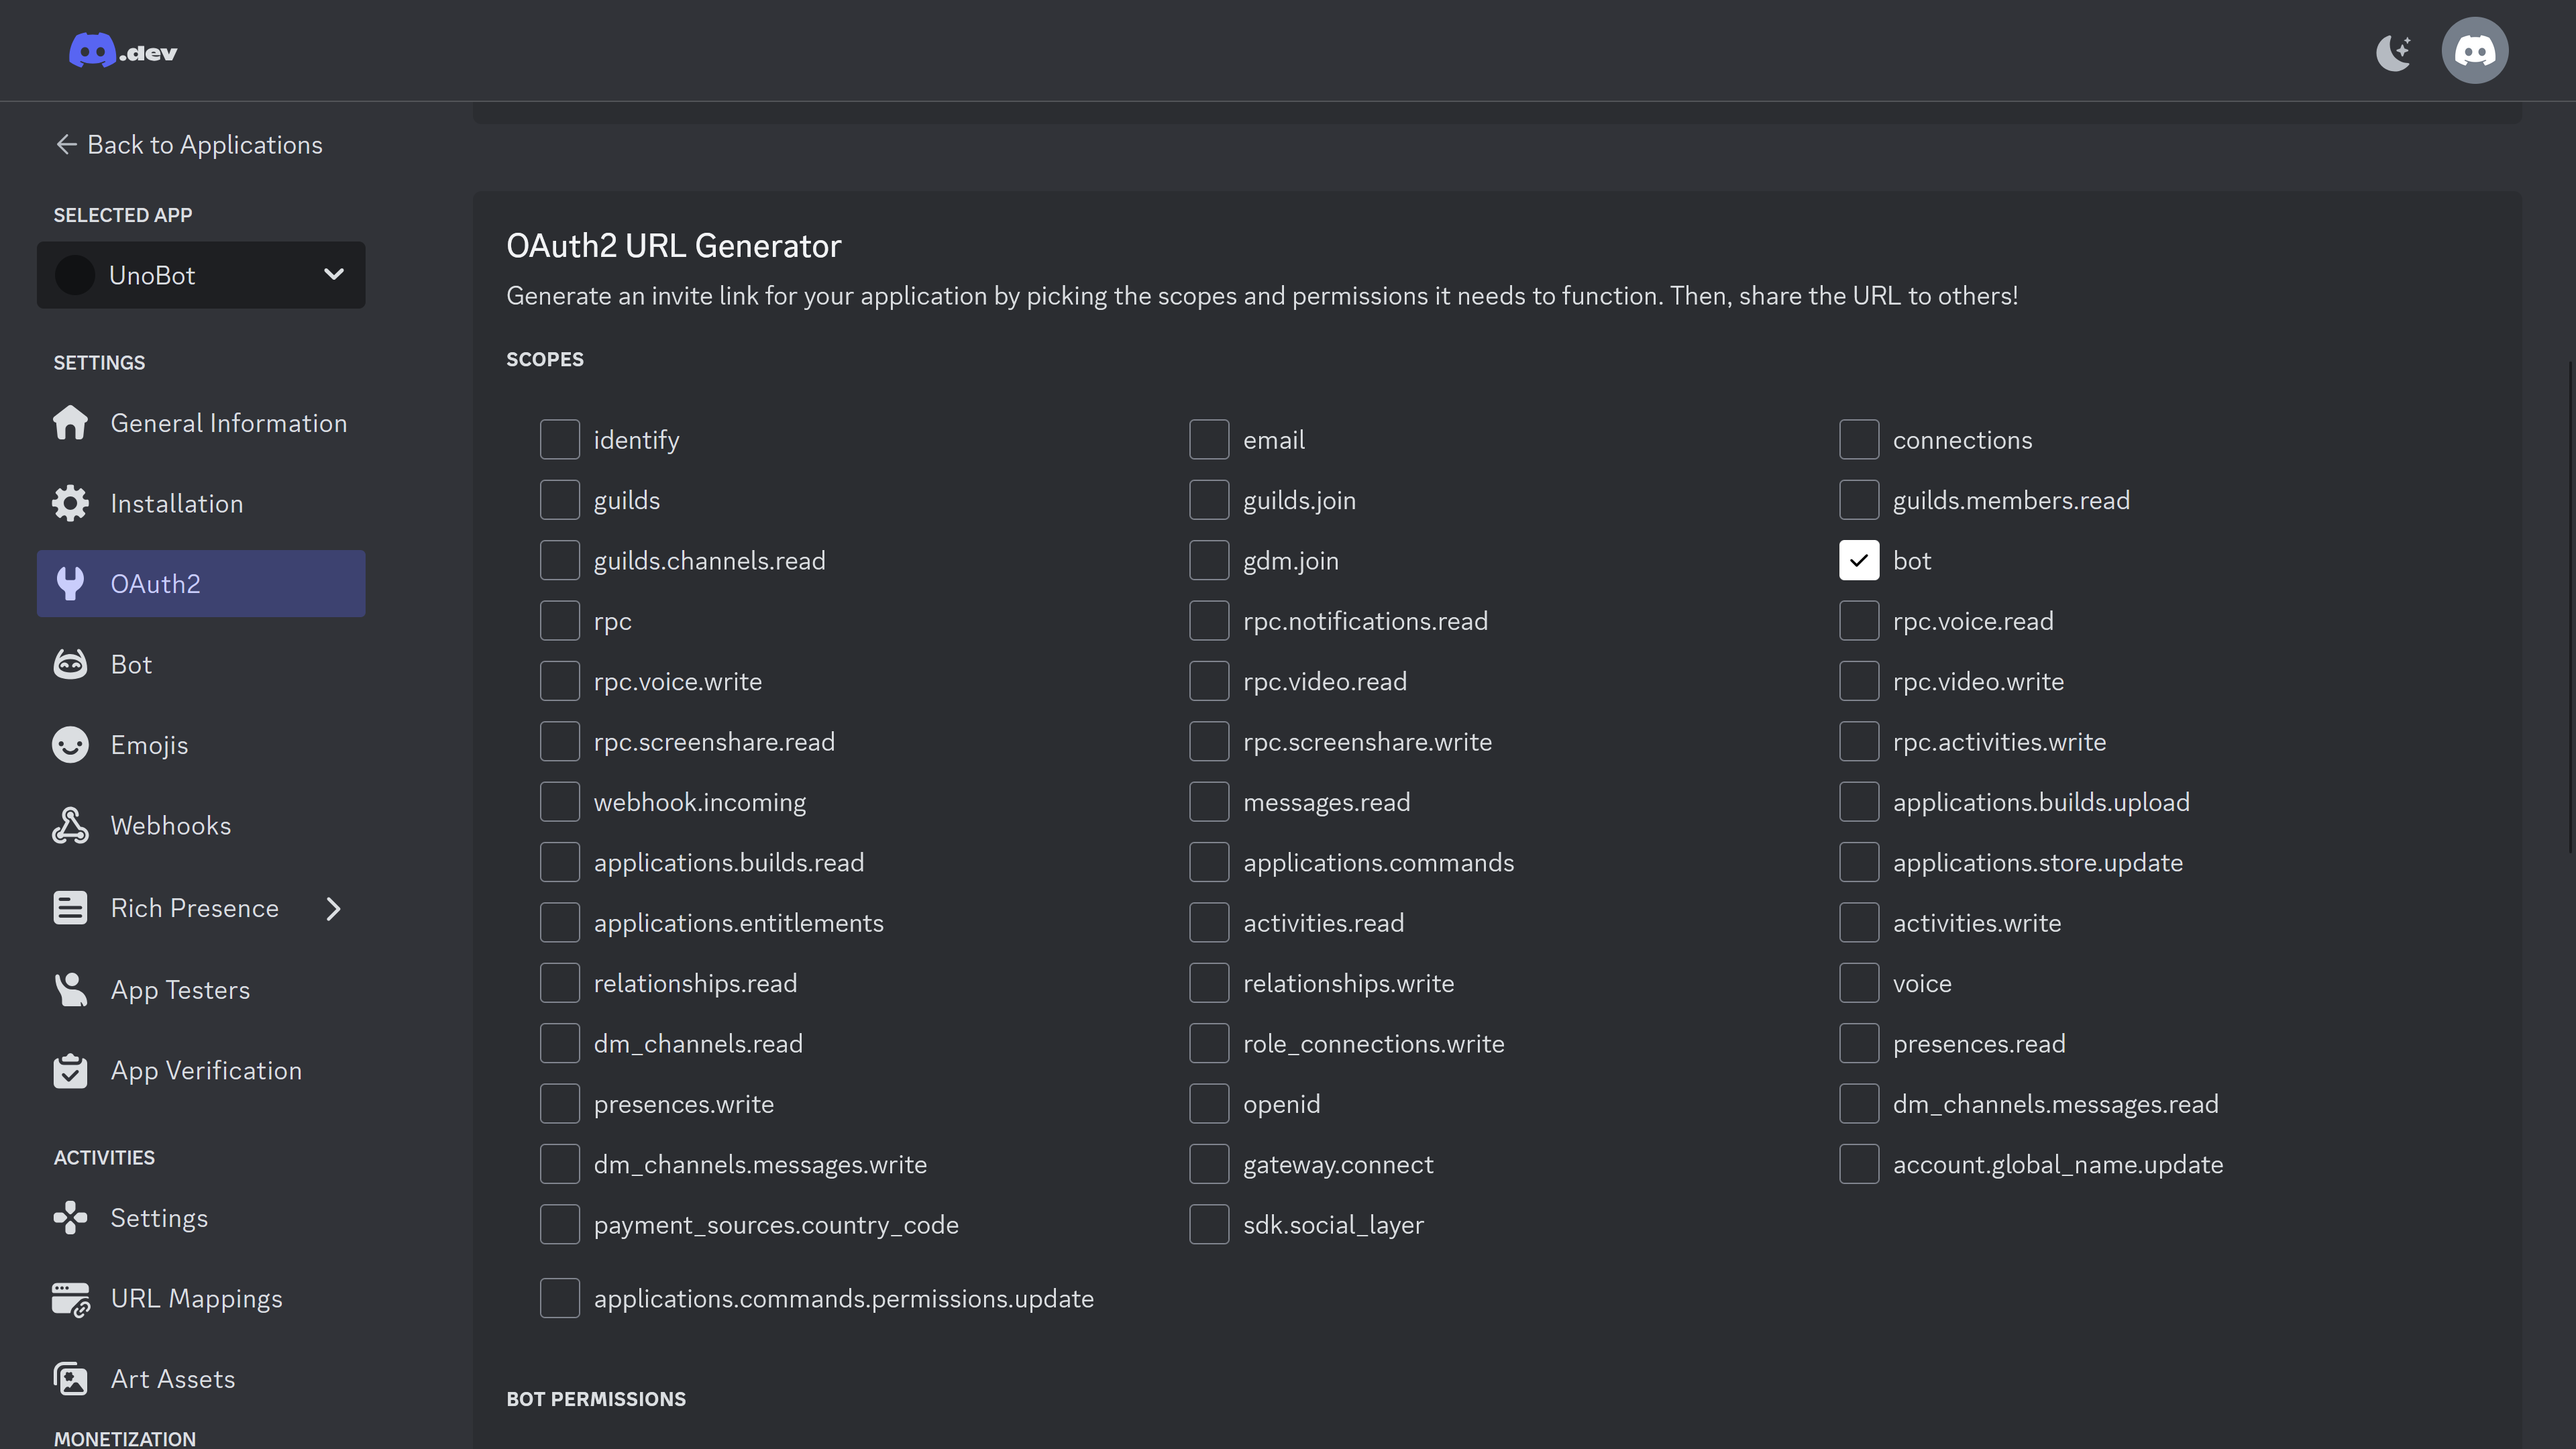 .dev
Back to Applications
SELECTED APP
UnoBot
SETTINGS
General Information
Installation
OAuth2
Bot
Emojis
Webhooks
Rich Presence
App Testers
App Verification
ACTIVITIES
Settings
URL Mappings
Art Assets
MONETIZATION
OAuth2 URL Generator
Generate an invite link for your application by picking the scopes and permissions it needs to function. Then, share the URL to others!
SCOPES
identify email connections
guilds guilds.join guilds.members.read
guilds.channels.read gdm.join bot
rpc rpc.notifications.read rpc.voice.read
rpc.voice.write rpc.video.read rpc.video.write
rpc.screenshare.read rpc.screenshare.write rpc.activities.write
webhook.incoming messages.read applications.builds.upload
applications.builds.read applications.commands applications.store.update
applications.entitlements activities.read activities.write
relationships.read relationships.write voice
dm_channels.read role_connections.write presences.read
presences.write openid dm_channels.messages.read
dm_channels.messages.write gateway.connect account.global_name.update
payment_sources.country_code sdk.social_layer
applications.commands.permissions.update
BOT PERMISSIONS